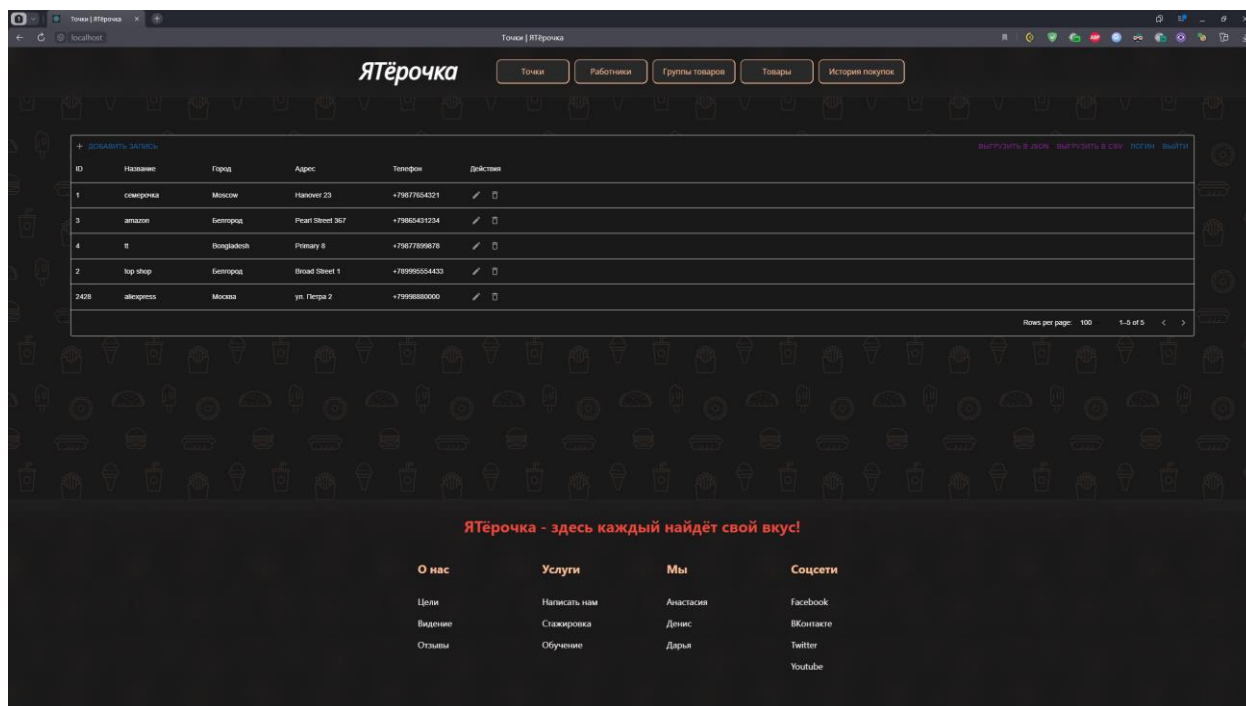 Точки | ЯТёрочка
localhost
Точки | ЯТёрочка
ЯТёрочка Точки Работники Группы товаров Товары История покупок
+ ДОБАВИТЬ ЗАПИСЬ ВЫГРУЗИТЬ В JSON ВЫГРУЗИТЬ В CSV ЛОГИН ВЫЙТИ
ID Название Город Адрес Телефон Действия
1 семерочка Moscow Hanover 23 +79877654321
3 amazon Белгород Pearl Street 367 +79865431234
4 tt Bongladesh Primary 8 +79877899878
2 top shop Белгород Broad Street 1 +789995554433
2428 aliexpress Москва ул. Петра 2 +79998880000
Rows per page: 100 1–5 of 5
ЯТёрочка - здесь каждый найдёт свой вкус!
О нас Услуги Мы Соцсети
Цели Написать нам Анастасия Facebook
Видение Стажировка Денис ВКонтакте
Отзывы Обучение Дарья Twitter
Youtube